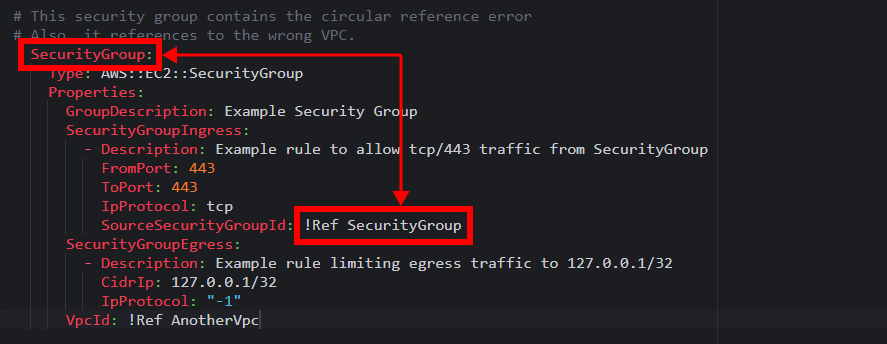 # This security group contains the circular reference error
# Also, it references to the wrong VPC.
SecurityGroup:
Type: AWS::EC2::SecurityGroup
Properties:
GroupDescription: Example Security Group
SecurityGroupIngress:
- Description: Example rule to allow tcp/443 traffic from SecurityGroup
FromPort: 443
ToPort: 443
IpProtocol: tcp
SourceSecurityGroupId: !Ref SecurityGroup
SecurityGroupEgress:
- Description: Example rule limiting egress traffic to 127.0.0.1/32
CidrIp: 127.0.0.1/32
IpProtocol: "-1"
VpcId: !Ref AnotherVpc